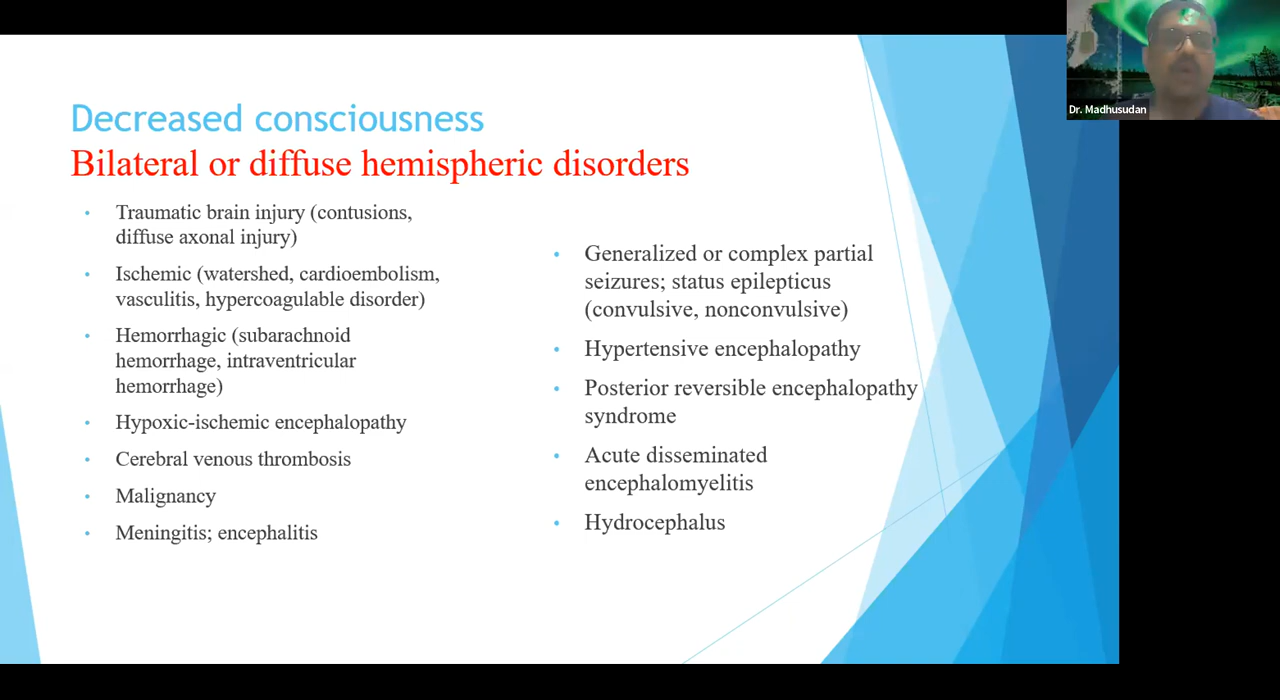 Dr. Madhusudan
Decreased consciousness
Bilateral or diffuse hemispheric disorders
• Traumatic brain injury (contusions,
diffuse axonal injury)
• Ischemic (watershed, cardioembolism,
vasculitis, hypercoagulable disorder)
• Hemorrhagic (subarachnoid
hemorrhage, intraventricular
hemorrhage)
• Hypoxic-ischemic encephalopathy
• Cerebral venous thrombosis
• Malignancy
• Meningitis; encephalitis
• Generalized or complex partial
seizures; status epilepticus
(convulsive, nonconvulsive)
• Hypertensive encephalopathy
• Posterior reversible encephalopathy
syndrome
• Acute disseminated
encephalomyelitis
• Hydrocephalus